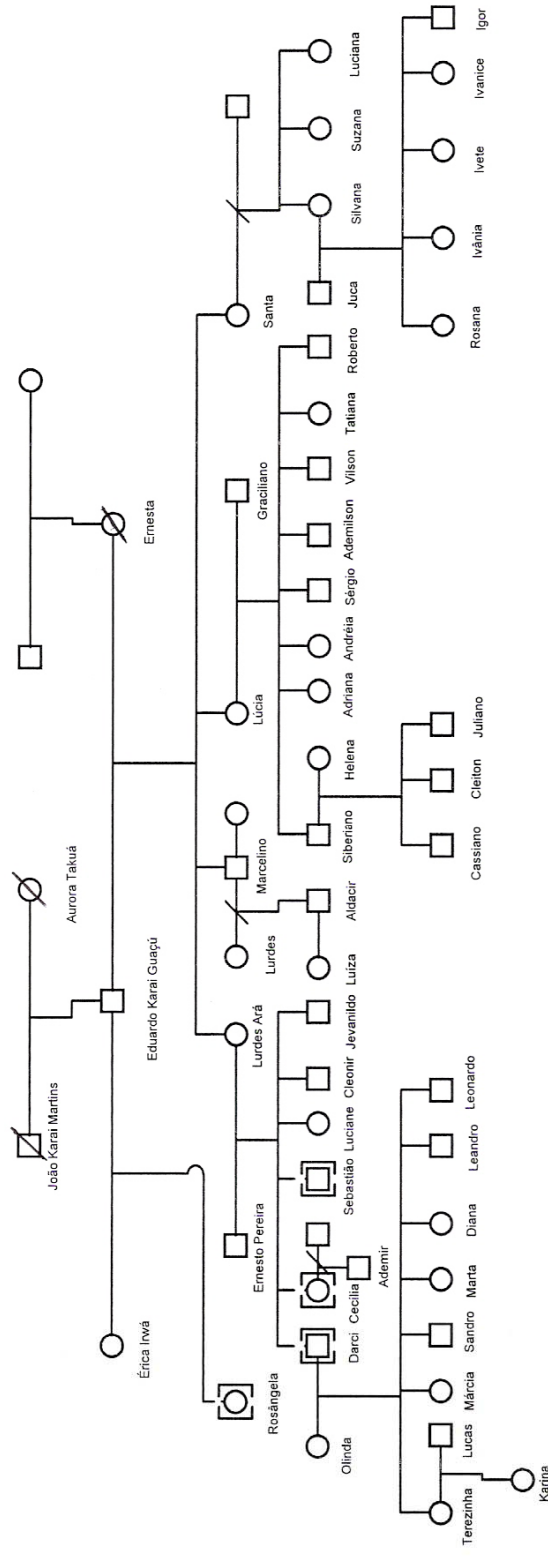 João Karai Martins
Aurora Takuá
Érica Irwá
Eduardo Karai Guaçú
Ernesta
Rosângela
Ernesto Pereira
Lurdes Ará
Lurdes
Marcelino
Lúcia
Graciliano
Santa
Olinda
Darci
Cecilia
Ademir
Sebastião
Luciane
Cleonir
Jevanildo
Luiza
Aldacir
Siberiano
Helena
Adriana
Andréia
Sérgio
Ademilson
Vilson
Tatiana
Roberto
Juca
Silvana
Suzana
Luciana
Terezinha
Lucas
Márcia
Sandro
Marta
Diana
Leandro
Leonardo
Cassiano
Cleiton
Juliano
Rosana
Ivânia
Ivete
Ivanice
Igor
Karina